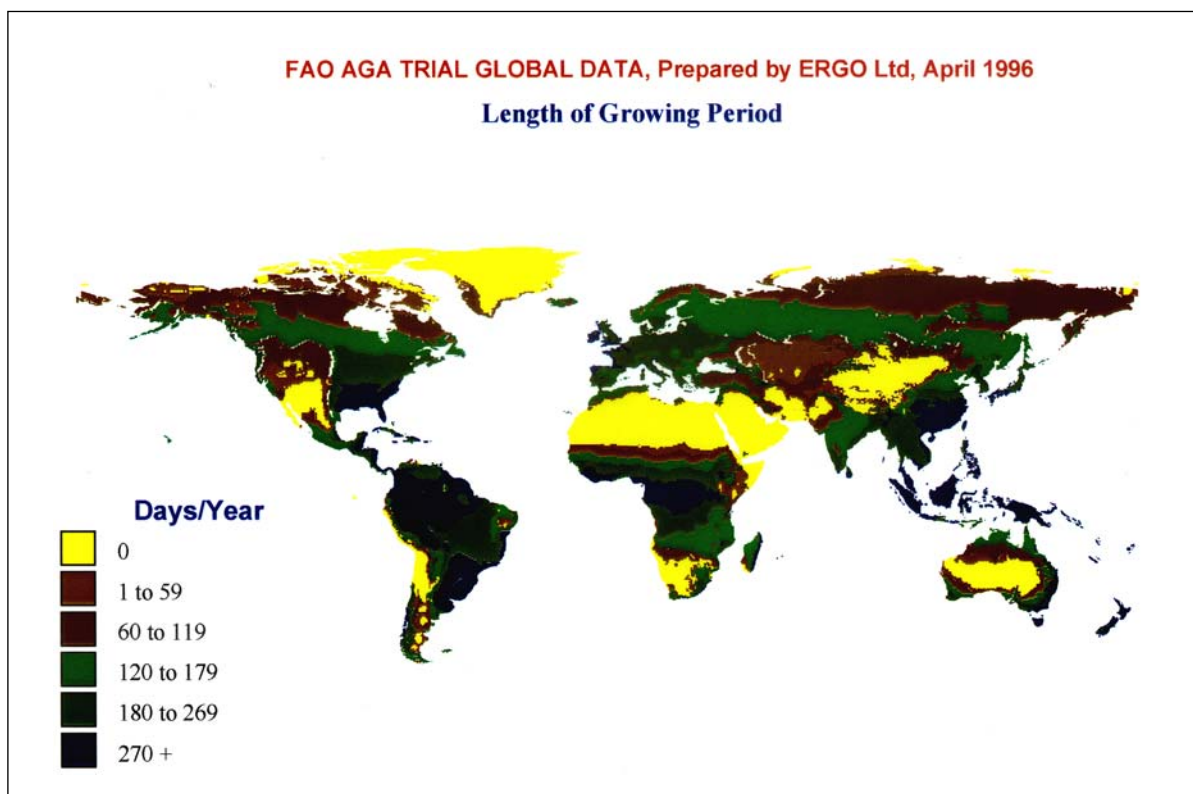 FAO AGA TRIAL GLOBAL DATA, Prepared by ERGO Ltd, April 1996
Length of Growing Period
Days/Year
0
1 to 59
60 to 119
120 to 179
180 to 269
270 +